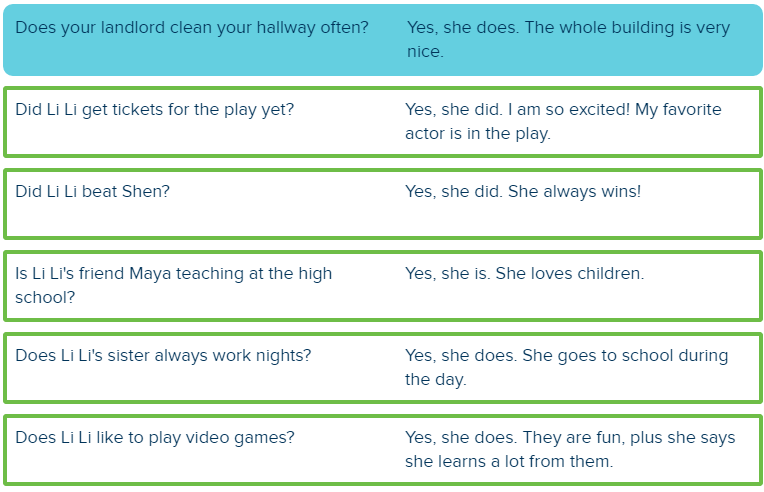 Does your landlord clean your hallway often?
Yes, she does. The whole building is very
nice.
Did Li Li get tickets for the play yet?
Yes, she did. I am so excited! My favorite
actor is in the play.
Did Li Li beat Shen?
Yes, she did. She always wins!
Is Li Li's friend Maya teaching at the high
school?
Yes, she is. She loves children.
Does Li Li's sister always work nights?
Yes, she does. She goes to school during
the day.
Does Li Li like to play video games?
Yes, she does. They are fun, plus she says
she learns a lot from them.